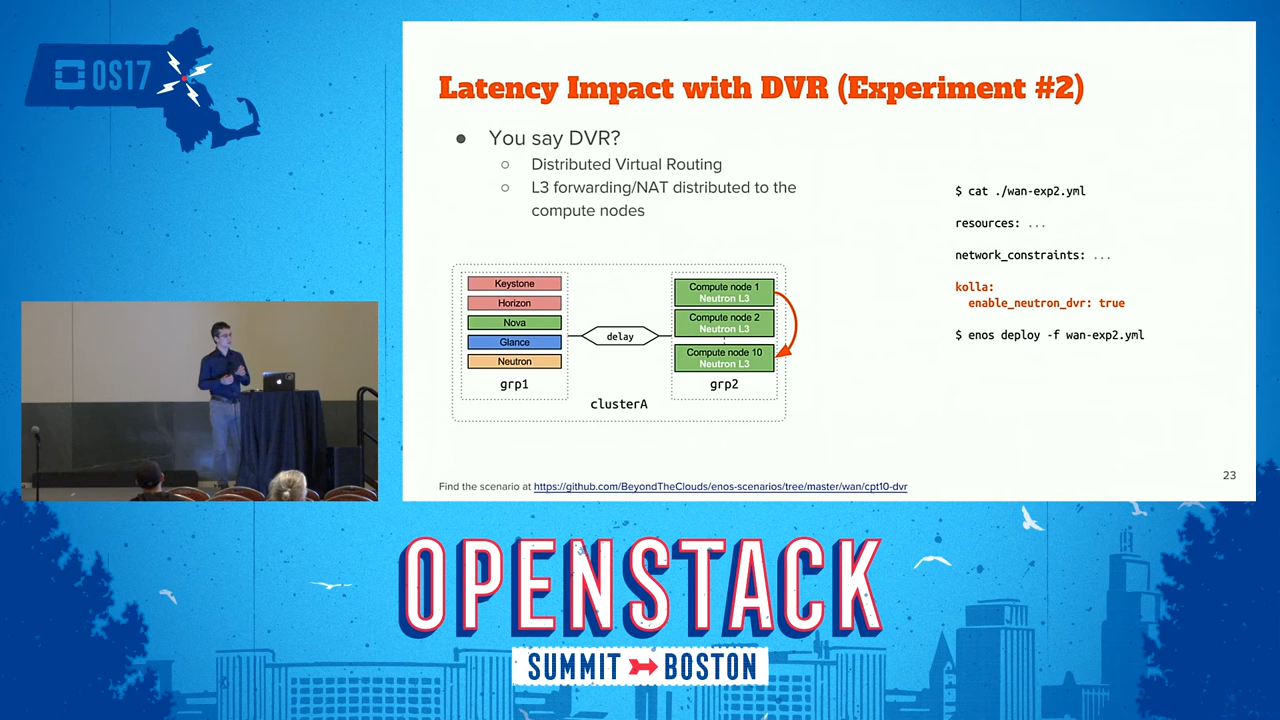 OS17
Latency Impact with DVR (Experiment #2)
● You say DVR?
○ Distributed Virtual Routing
○ L3 forwarding/NAT distributed to the
compute nodes
Keystone
Horizon
Nova
Glance
Neutron
grp1
delay
Compute node 1
Neutron L3
Compute node 2
Neutron L3
Compute node 10
Neutron L3
grp2
clusterA
$ cat ./wan-exp2.yml
resources: ...
network_constraints: ...
kolla:
enable_neutron_dvr: true
$ enos deploy -f wan-exp2.yml
23
Find the scenario at https://github.com/BeyondTheClouds/enos-scenarios/tree/master/wan/cpt10-dvr
OPENSTACK
SUMMIT BOSTON